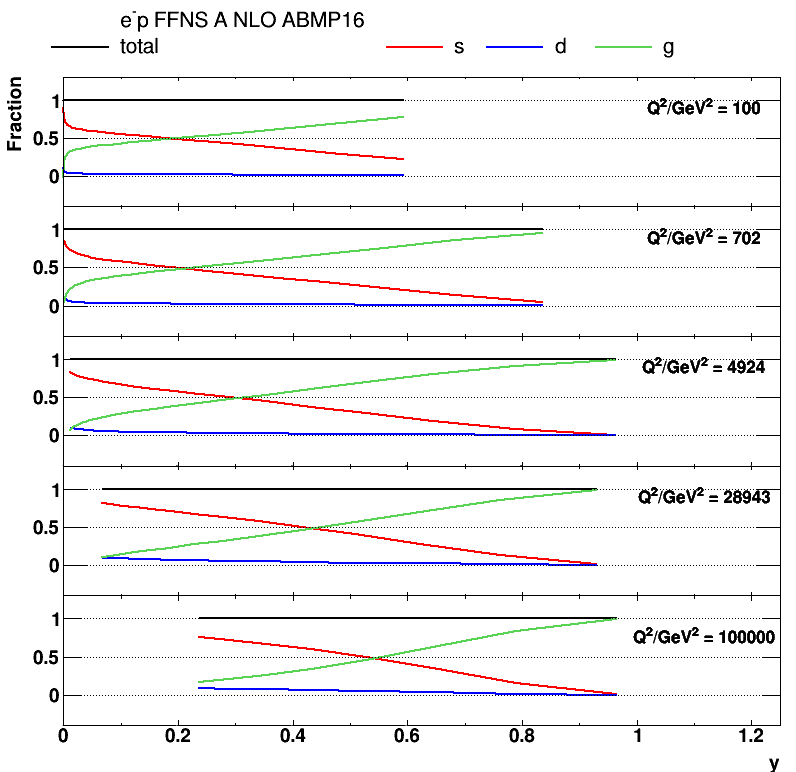 e⁻p FFNS A NLO ABMP16
total s d g
Fraction
Q²/GeV² = 100
1
0.5
0
Q²/GeV² = 702
1
0.5
0
Q²/GeV² = 4924
1
0.5
0
Q²/GeV² = 28943
1
0.5
0
Q²/GeV² = 100000
1
0.5
0
0 0.2 0.4 0.6 0.8 1 1.2
y